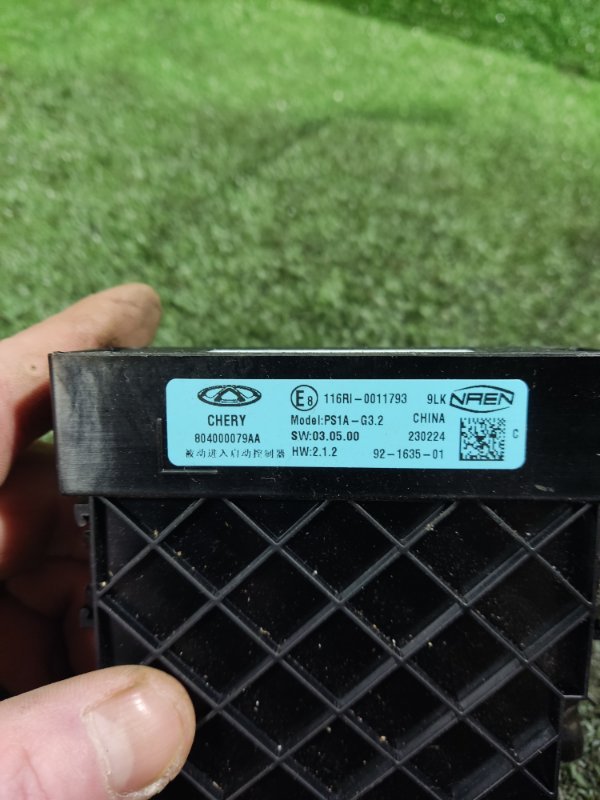 E8 116RI-0011793 9LK NAEN
CHERY Model:PS1A-G3.2 CHINA
804000079AA SW:03.05.00 230224 C
被动进入启动控制器 HW:2.1.2 92-1635-01